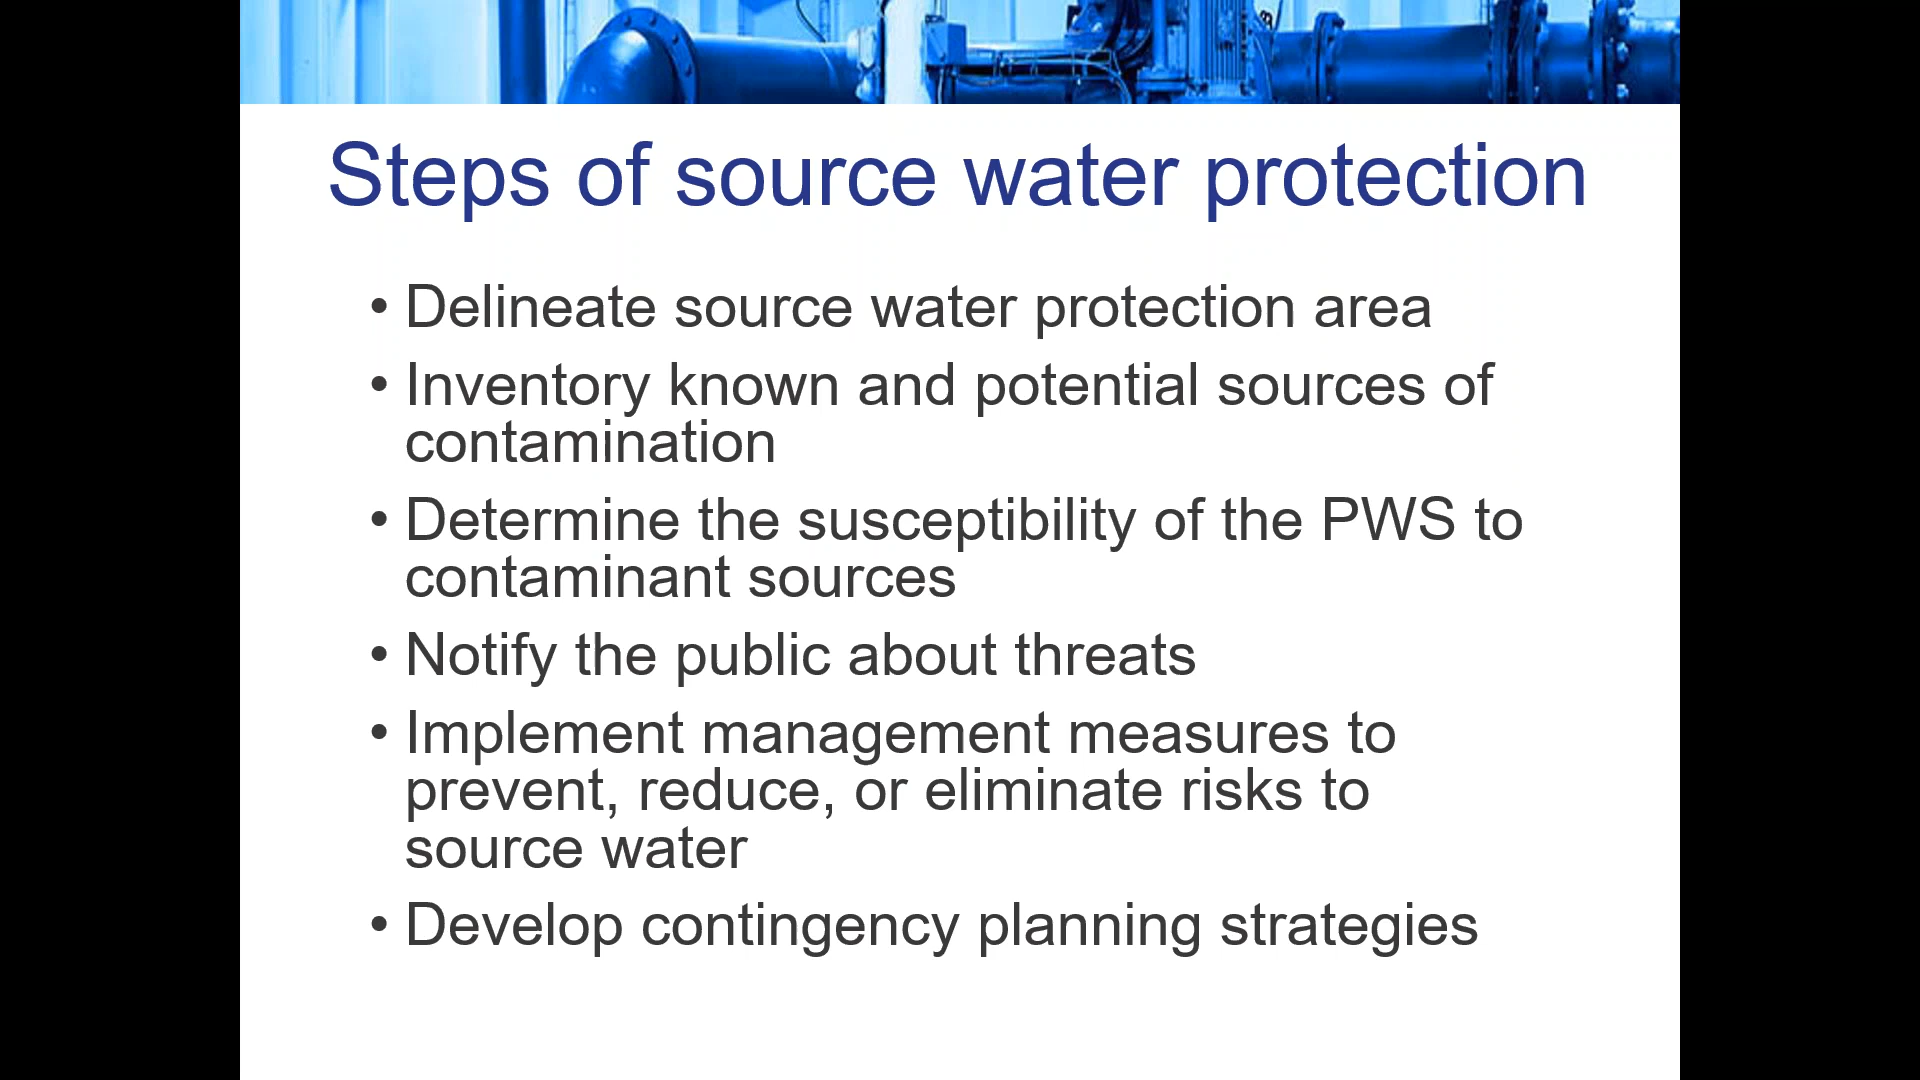 Steps of source water protection
• Delineate source water protection area
• Inventory known and potential sources of
contamination
• Determine the susceptibility of the PWS to
contaminant sources
• Notify the public about threats
• Implement management measures to
prevent, reduce, or eliminate risks to
source water
• Develop contingency planning strategies